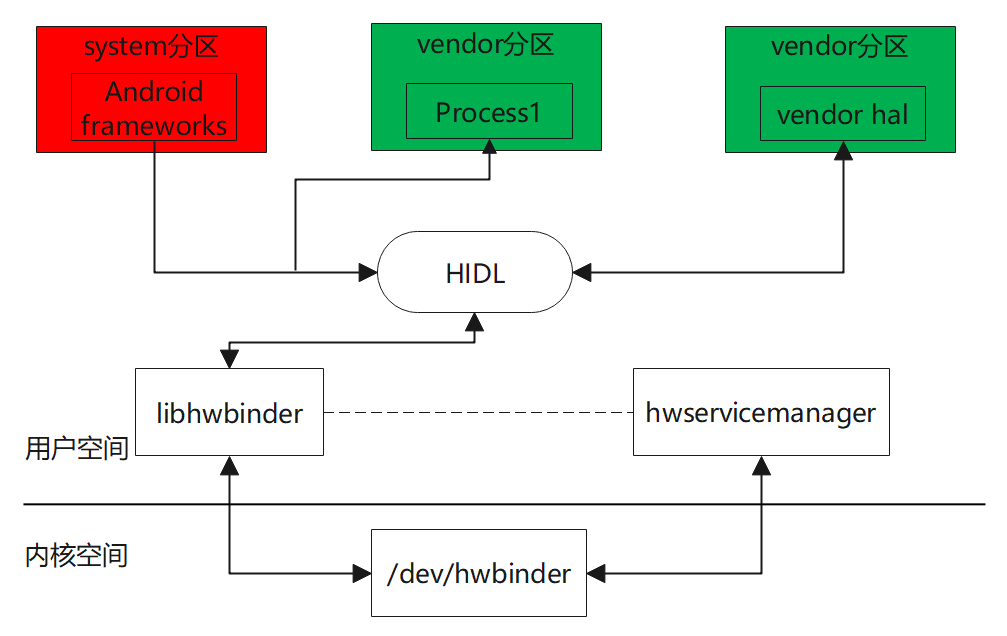 system分区
Android
frameworks
vendor分区
Process1
vendor分区
vendor hal
HIDL
libhwbinder
hwservicemanager
用户空间
内核空间
/dev/hwbinder